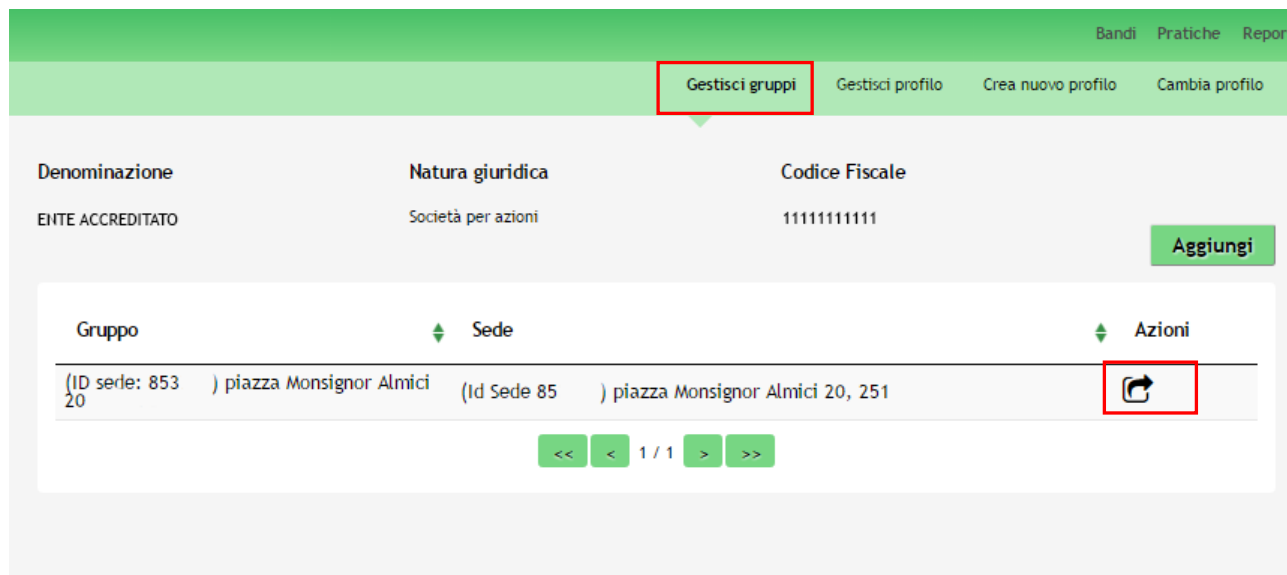 Bandi Pratiche Repor
Gestisci gruppi Gestisci profilo Crea nuovo profilo Cambia profilo
Denominazione Natura giuridica Codice Fiscale
ENTE ACCREDITATO Società per azioni 11111111111
Aggiungi
Gruppo Sede Azioni
(ID sede: 853 ) piazza Monsignor Almici
20
(Id Sede 85 ) piazza Monsignor Almici 20, 251
<< < 1 / 1 > >>